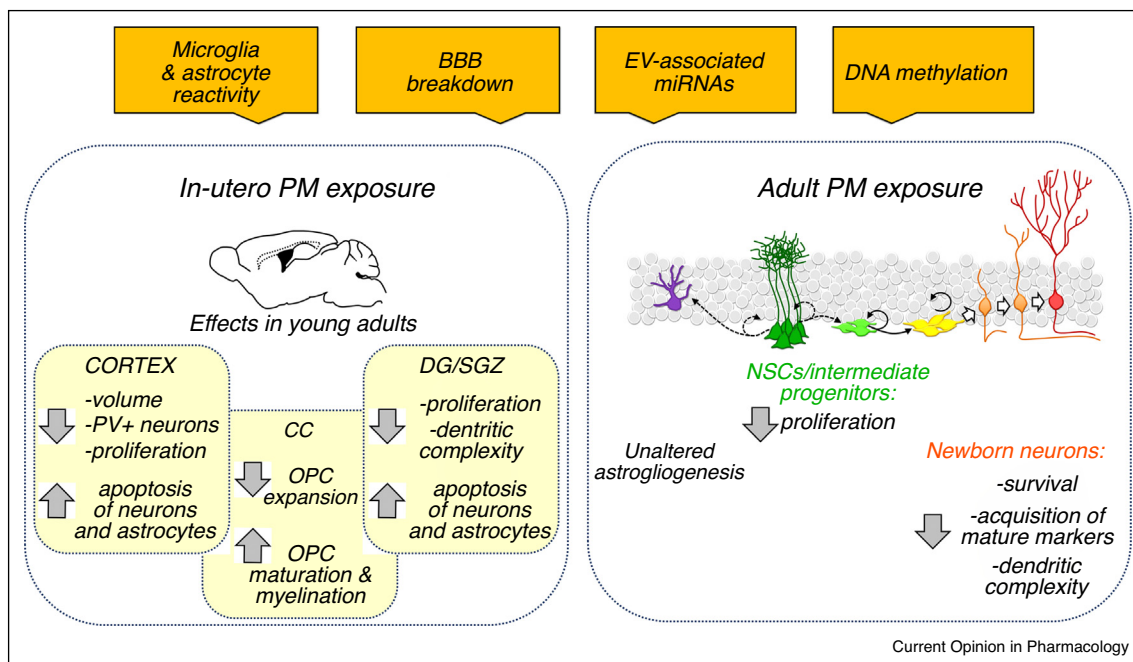 Microglia
& astrocyte
reactivity
BBB
breakdown
EV-associated
miRNAs
DNA methylation
In-utero PM exposure
Effects in young adults
CORTEX
-volume
-PV+ neurons
-proliferation
apoptosis
of neurons
and astrocytes
CC
OPC
expansion
OPC
maturation &
myelination
DG/SGZ
-proliferation
-dentritic
complexity
apoptosis
of neurons
and astrocytes
Adult PM exposure
NSCs/intermediate
progenitors:
proliferation
Unaltered
astrogliogenesis
Newborn neurons:
-survival
-acquisition of
mature markers
-dendritic
complexity
Current Opinion in Pharmacology